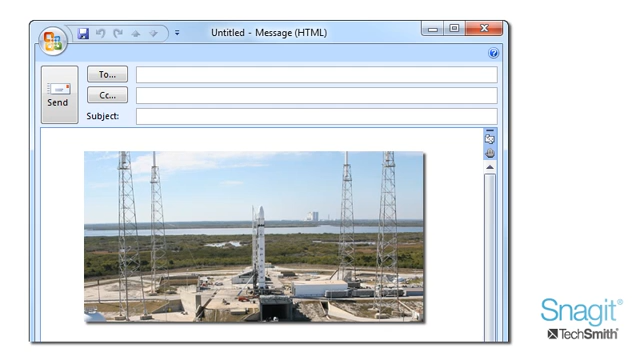 Untitled - Message (HTML)
To...
Cc...
Send
Subject:
Snagit®
TechSmith®